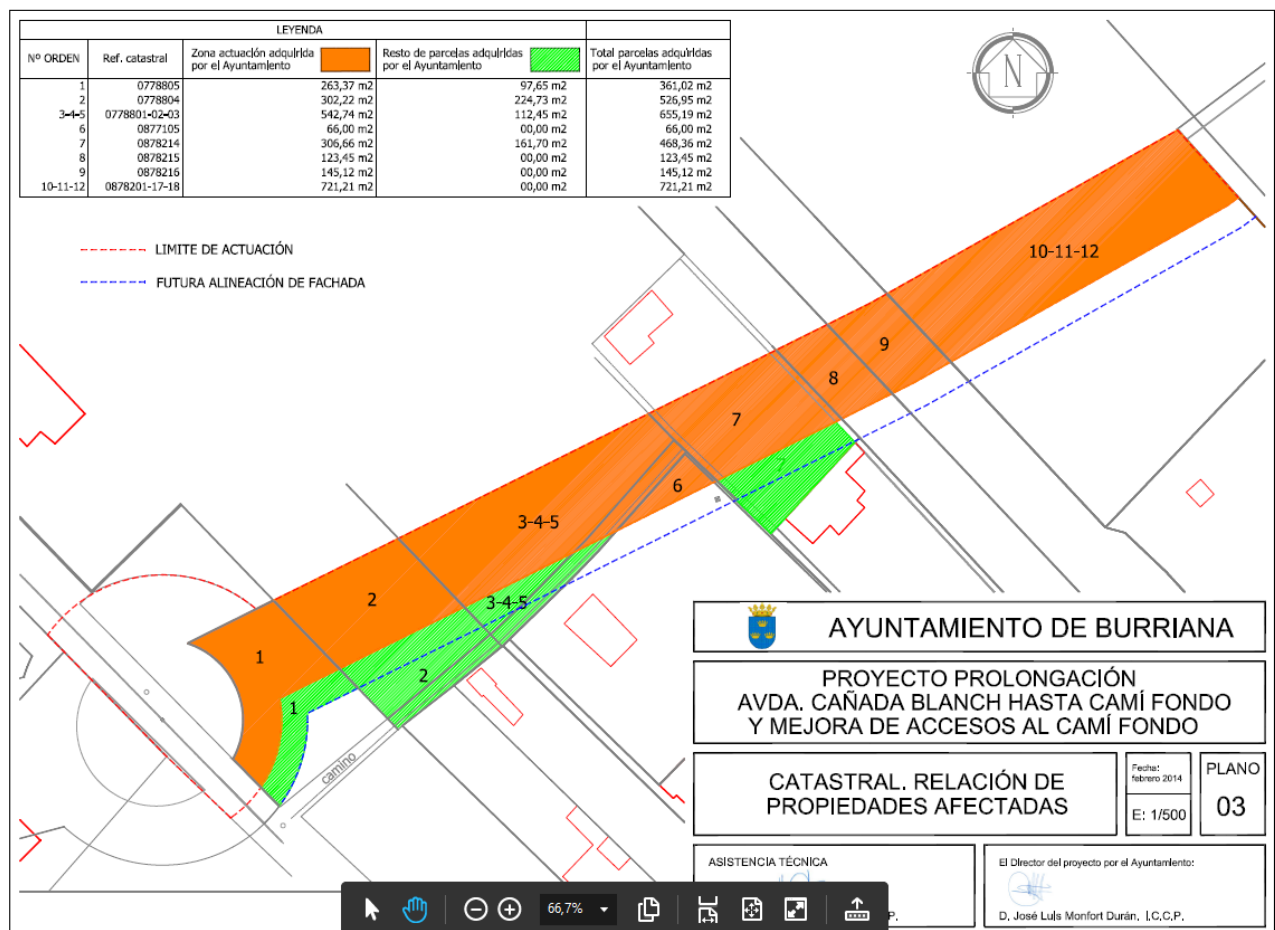 LEYENDA
Nº ORDEN Ref. catastral Zona actuación adquirida por el Ayuntamiento Resto de parcelas adquiridas por el Ayuntamiento Total parcelas adquiridas por el Ayuntamiento
1 0778805 263,37 m2 97,65 m2 361,02 m2
2 0778804 302,22 m2 224,73 m2 526,95 m2
3-4-5 0778801-02-03 542,74 m2 112,45 m2 655,19 m2
6 0877105 66,00 m2 00,00 m2 66,00 m2
7 0878214 306,66 m2 161,70 m2 468,36 m2
8 0878215 123,45 m2 00,00 m2 123,45 m2
9 0878216 145,12 m2 00,00 m2 145,12 m2
10-11-12 0878201-17-18 721,21 m2 00,00 m2 721,21 m2
N
LIMITE DE ACTUACIÓN
FUTURA ALINEACIÓN DE FACHADA
10-11-12
9
8
7
7
6
3-4-5
3-4-5
2
2
1
1
camino
AYUNTAMIENTO DE BURRIANA
PROYECTO PROLONGACIÓN
AVDA. CAÑADA BLANCH HASTA CAMÍ FONDO
Y MEJORA DE ACCESOS AL CAMÍ FONDO
CATASTRAL. RELACIÓN DE
PROPIEDADES AFECTADAS
Fecha:
febrero 2014
E: 1/500
PLANO
03
ASISTENCIA TÉCNICA
P.
El Director del proyecto por el Ayuntamiento:
D. José Luis Monfort Durán, I.C.C.P.
66,7%